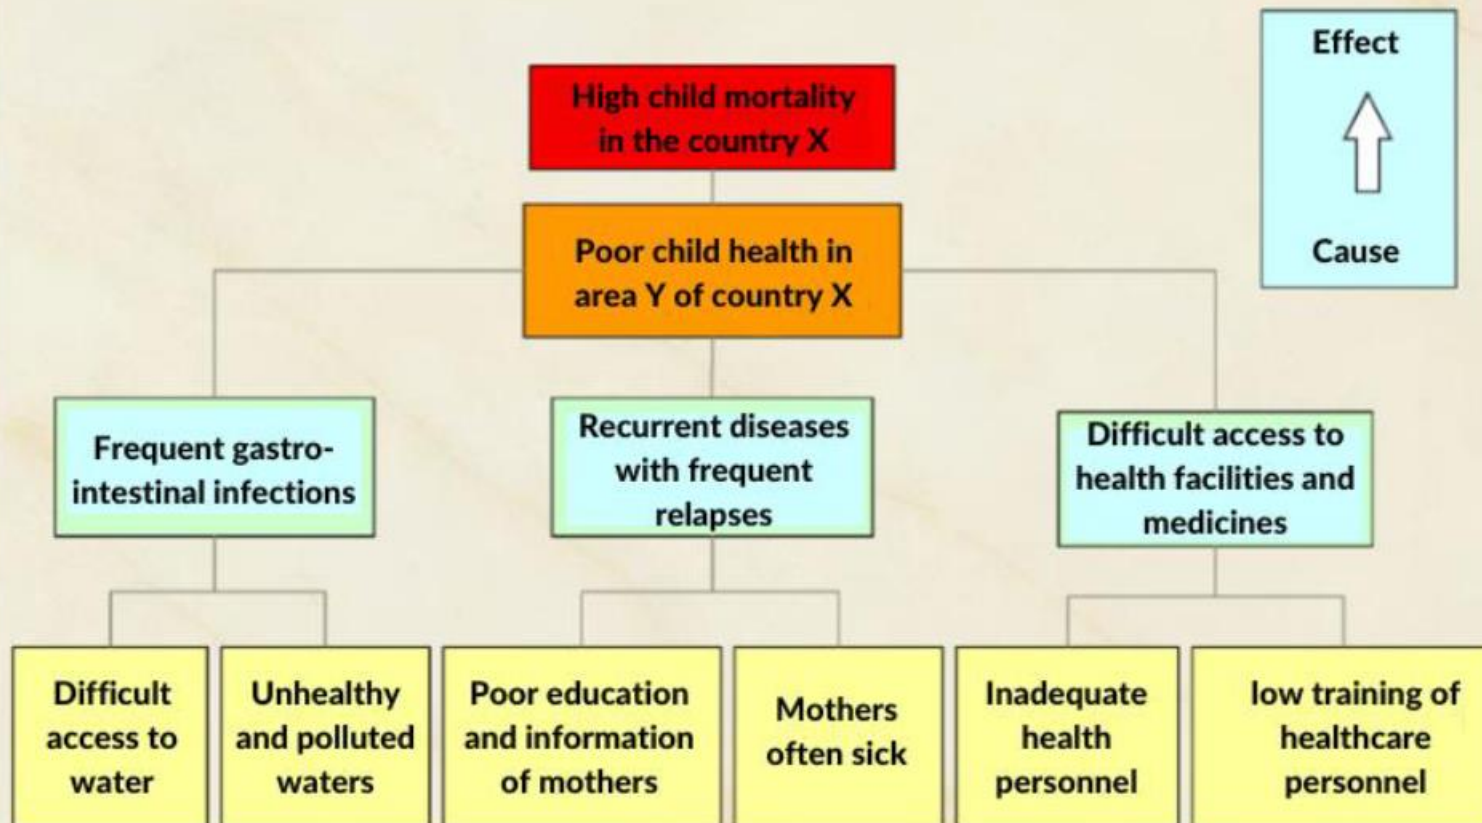 Effect
Cause
High child mortality
in the country X
Poor child health in
area Y of country X
Frequent gastro-
intestinal infections
Recurrent diseases
with frequent
relapses
Difficult access to
health facilities and
medicines
Difficult
access to
water
Unhealthy
and polluted
waters
Poor education
and information
of mothers
Mothers
often sick
Inadequate
health
personnel
low training of
healthcare
personnel